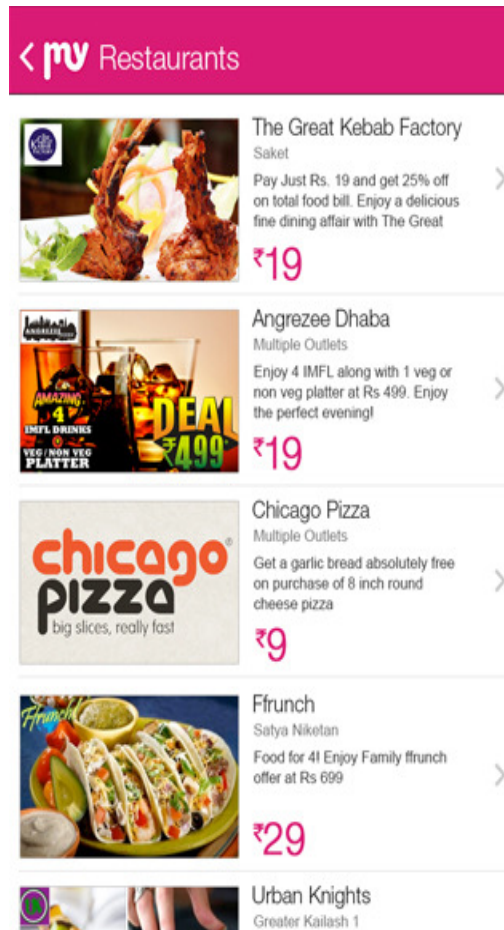 my Restaurants
The Great Kebab Factory
Saket
Pay Just Rs. 19 and get 25% off
on total food bill. Enjoy a delicious
fine dining affair with The Great
₹19
ANGREZEE
AMAZING
4
IMFL DRINKS
+
VEG / NON VEG
PLATTER
DEAL
₹499*
Angrezee Dhaba
Multiple Outlets
Enjoy 4 IMFL along with 1 veg or
non veg platter at Rs 499. Enjoy
the perfect evening!
₹19
chicago®
pizza
big slices, really fast
Chicago Pizza
Multiple Outlets
Get a garlic bread absolutely free
on purchase of 8 inch round
cheese pizza
₹9
Ffrunch!
Ffrunch
Satya Niketan
Food for 4! Enjoy Family ffrunch
offer at Rs 699
₹29
Urban Knights
Greater Kailash 1